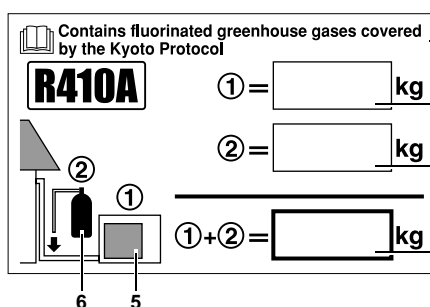 Contains fluorinated greenhouse gases covered
by the Kyoto Protocol
R410A
①= kg
②= kg
②
①
①+②= kg
6 5